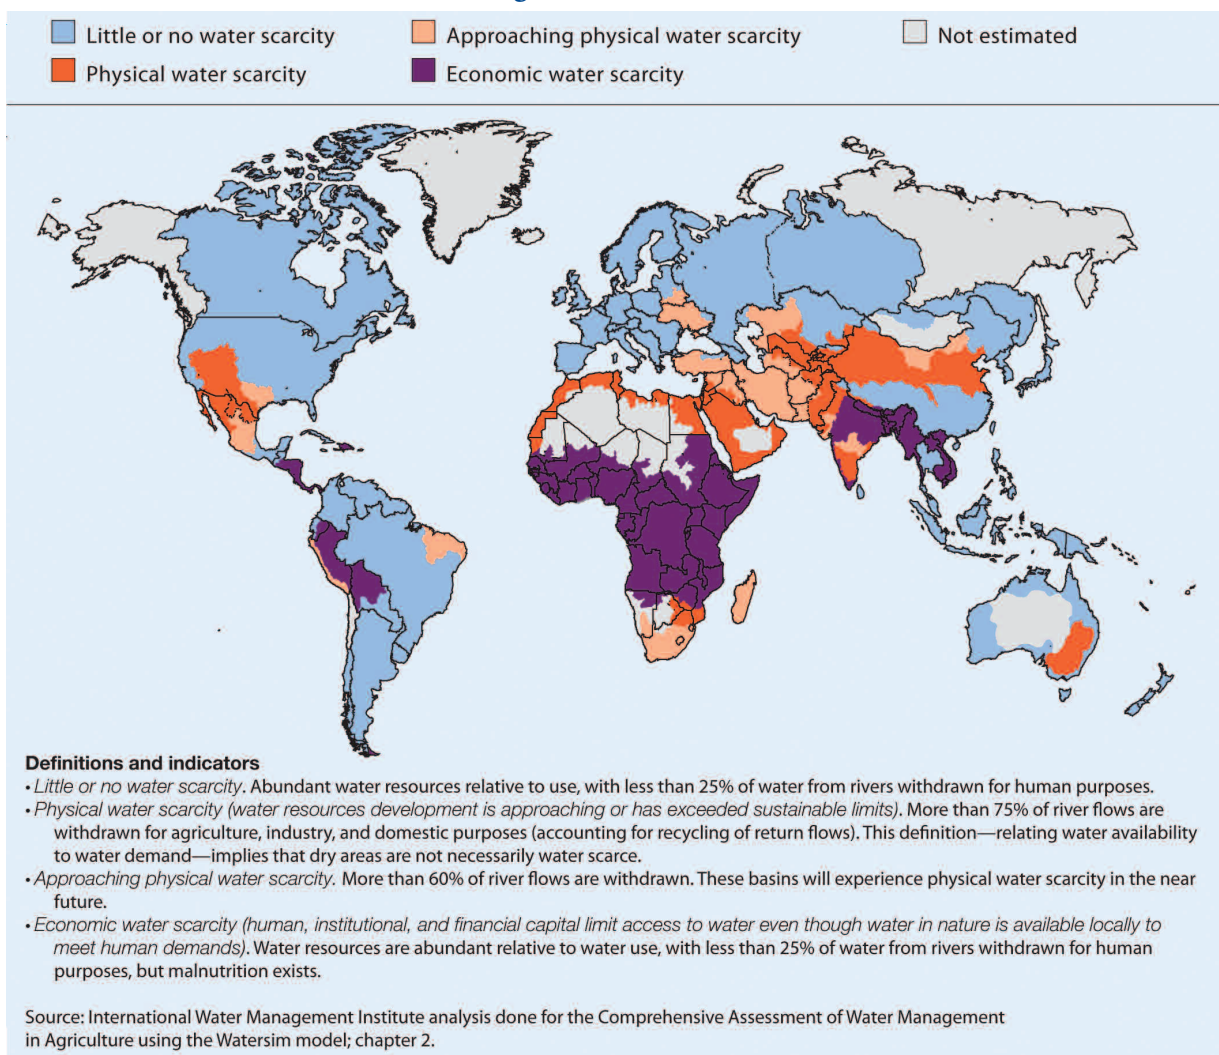 Little or no water scarcity
Approaching physical water scarcity
Not estimated
Physical water scarcity
Economic water scarcity
Definitions and indicators
• Little or no water scarcity. Abundant water resources relative to use, with less than 25% of water from rivers withdrawn for human purposes.
• Physical water scarcity (water resources development is approaching or has exceeded sustainable limits). More than 75% of river flows are
withdrawn for agriculture, industry, and domestic purposes (accounting for recycling of return flows). This definition—relating water availability
to water demand—implies that dry areas are not necessarily water scarce.
• Approaching physical water scarcity. More than 60% of river flows are withdrawn. These basins will experience physical water scarcity in the near
future.
• Economic water scarcity (human, institutional, and financial capital limit access to water even though water in nature is available locally to
meet human demands). Water resources are abundant relative to water use, with less than 25% of water from rivers withdrawn for human
purposes, but malnutrition exists.
Source: International Water Management Institute analysis done for the Comprehensive Assessment of Water Management
in Agriculture using the Watersim model; chapter 2.